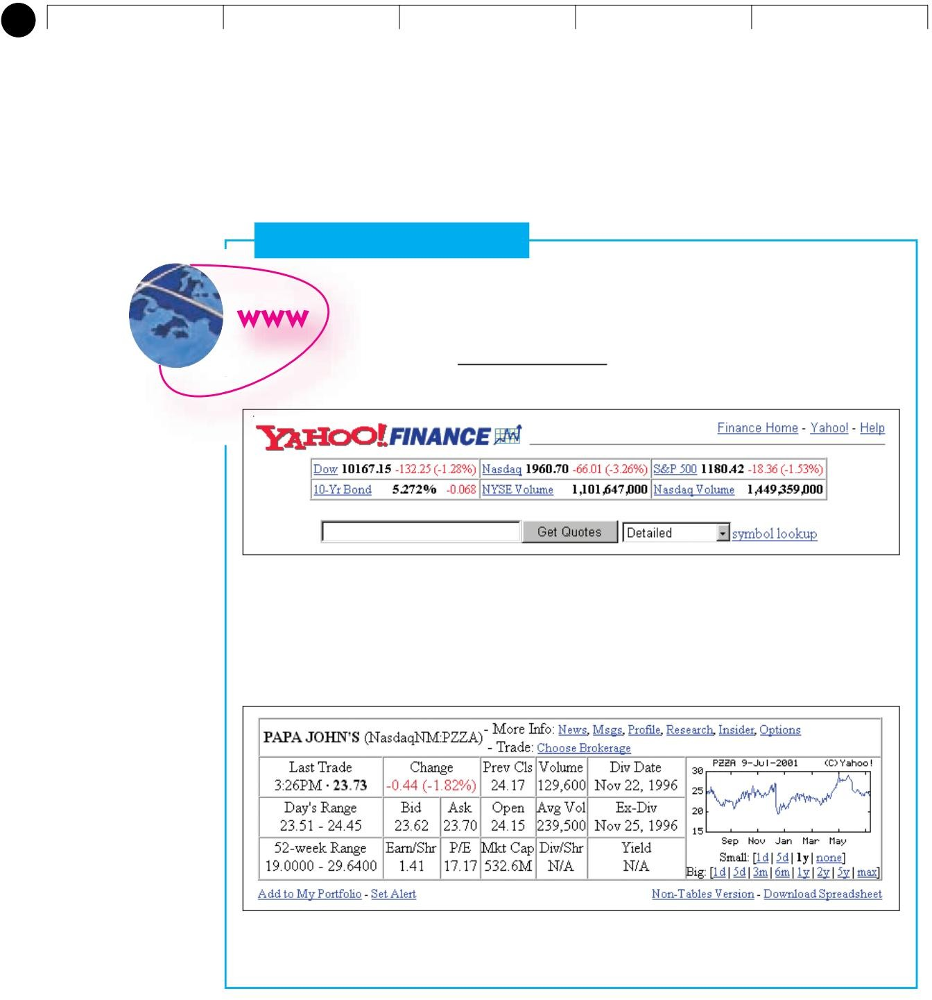 www
YAHOO! FINANCE
Finance Home - Yahoo! - Help
Dow 10167.15 -132.25 (-1.28%) Nasdaq 1960.70 -66.01 (-3.26%) S&P 500 1180.42 -18.36 (-1.53%)
10-Yr Bond 5.272% -0.068 NYSE Volume 1,101,647,000 Nasdaq Volume 1,449,359,000
Get Quotes Detailed symbol lookup
PAPA JOHN'S (NasdaqNM:PZZA) - More Info: News, Msgs, Profile, Research, Insider, Options
- Trade: Choose Brokerage
Last Trade Change Prev Cls Volume Div Date
3:26PM · 23.73 -0.44 (-1.82%) 24.17 129,600 Nov 22, 1996
Day's Range Bid Ask Open Avg Vol Ex-Div
23.51 - 24.45 23.62 23.70 24.15 239,500 Nov 25, 1996
52-week Range Earn/Shr P/E Mkt Cap Div/Shr Yield
19.0000 - 29.6400 1.41 17.17 532.6M N/A N/A
PZZA 9-Jul-2001 (C)Yahoo!
30
25
20
15
Sep Nov Jan Mar May
Small: [1d | 5d | 1y | none]
Big: [1d | 5d | 3m | 6m | 1y | 2y | 5y | max]
Add to My Portfolio - Set Alert
Non-Tables Version - Download Spreadsheet